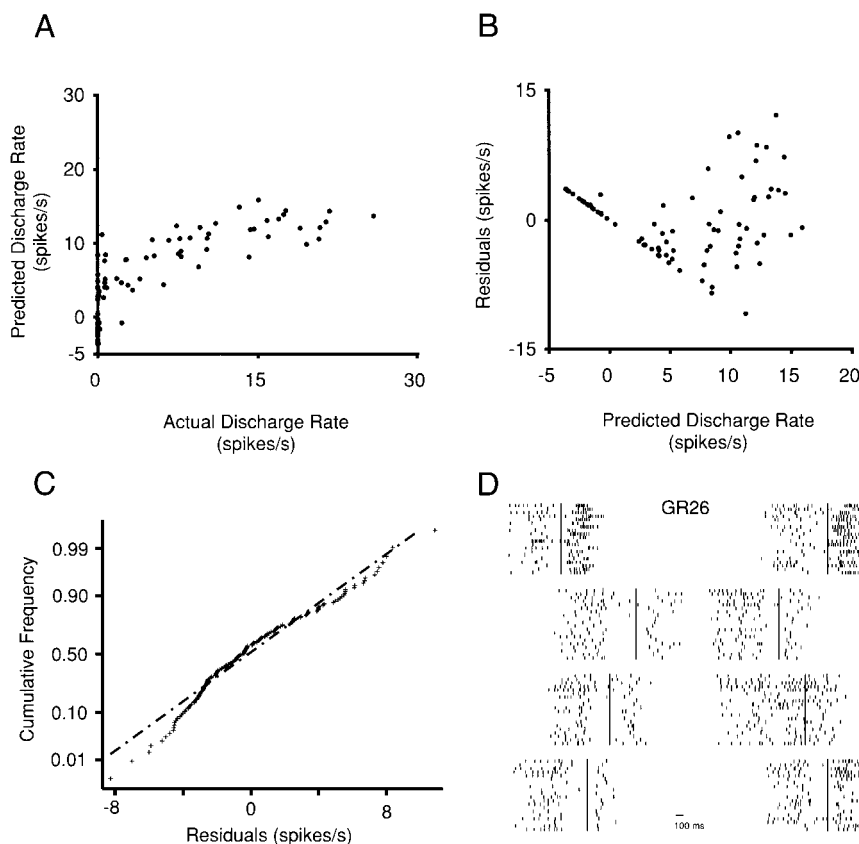 A
Predicted Discharge Rate
(spikes/s)
30
20
10
0
-5
0
15
30
Actual Discharge Rate
(spikes/s)
B
Residuals (spikes/s)
15
0
-15
-5
0
5
10
15
20
Predicted Discharge Rate
(spikes/s)
C
Cumulative Frequency
0.99
0.90
0.50
0.10
0.01
-8
0
8
Residuals (spikes/s)
D
GR26
100 ms